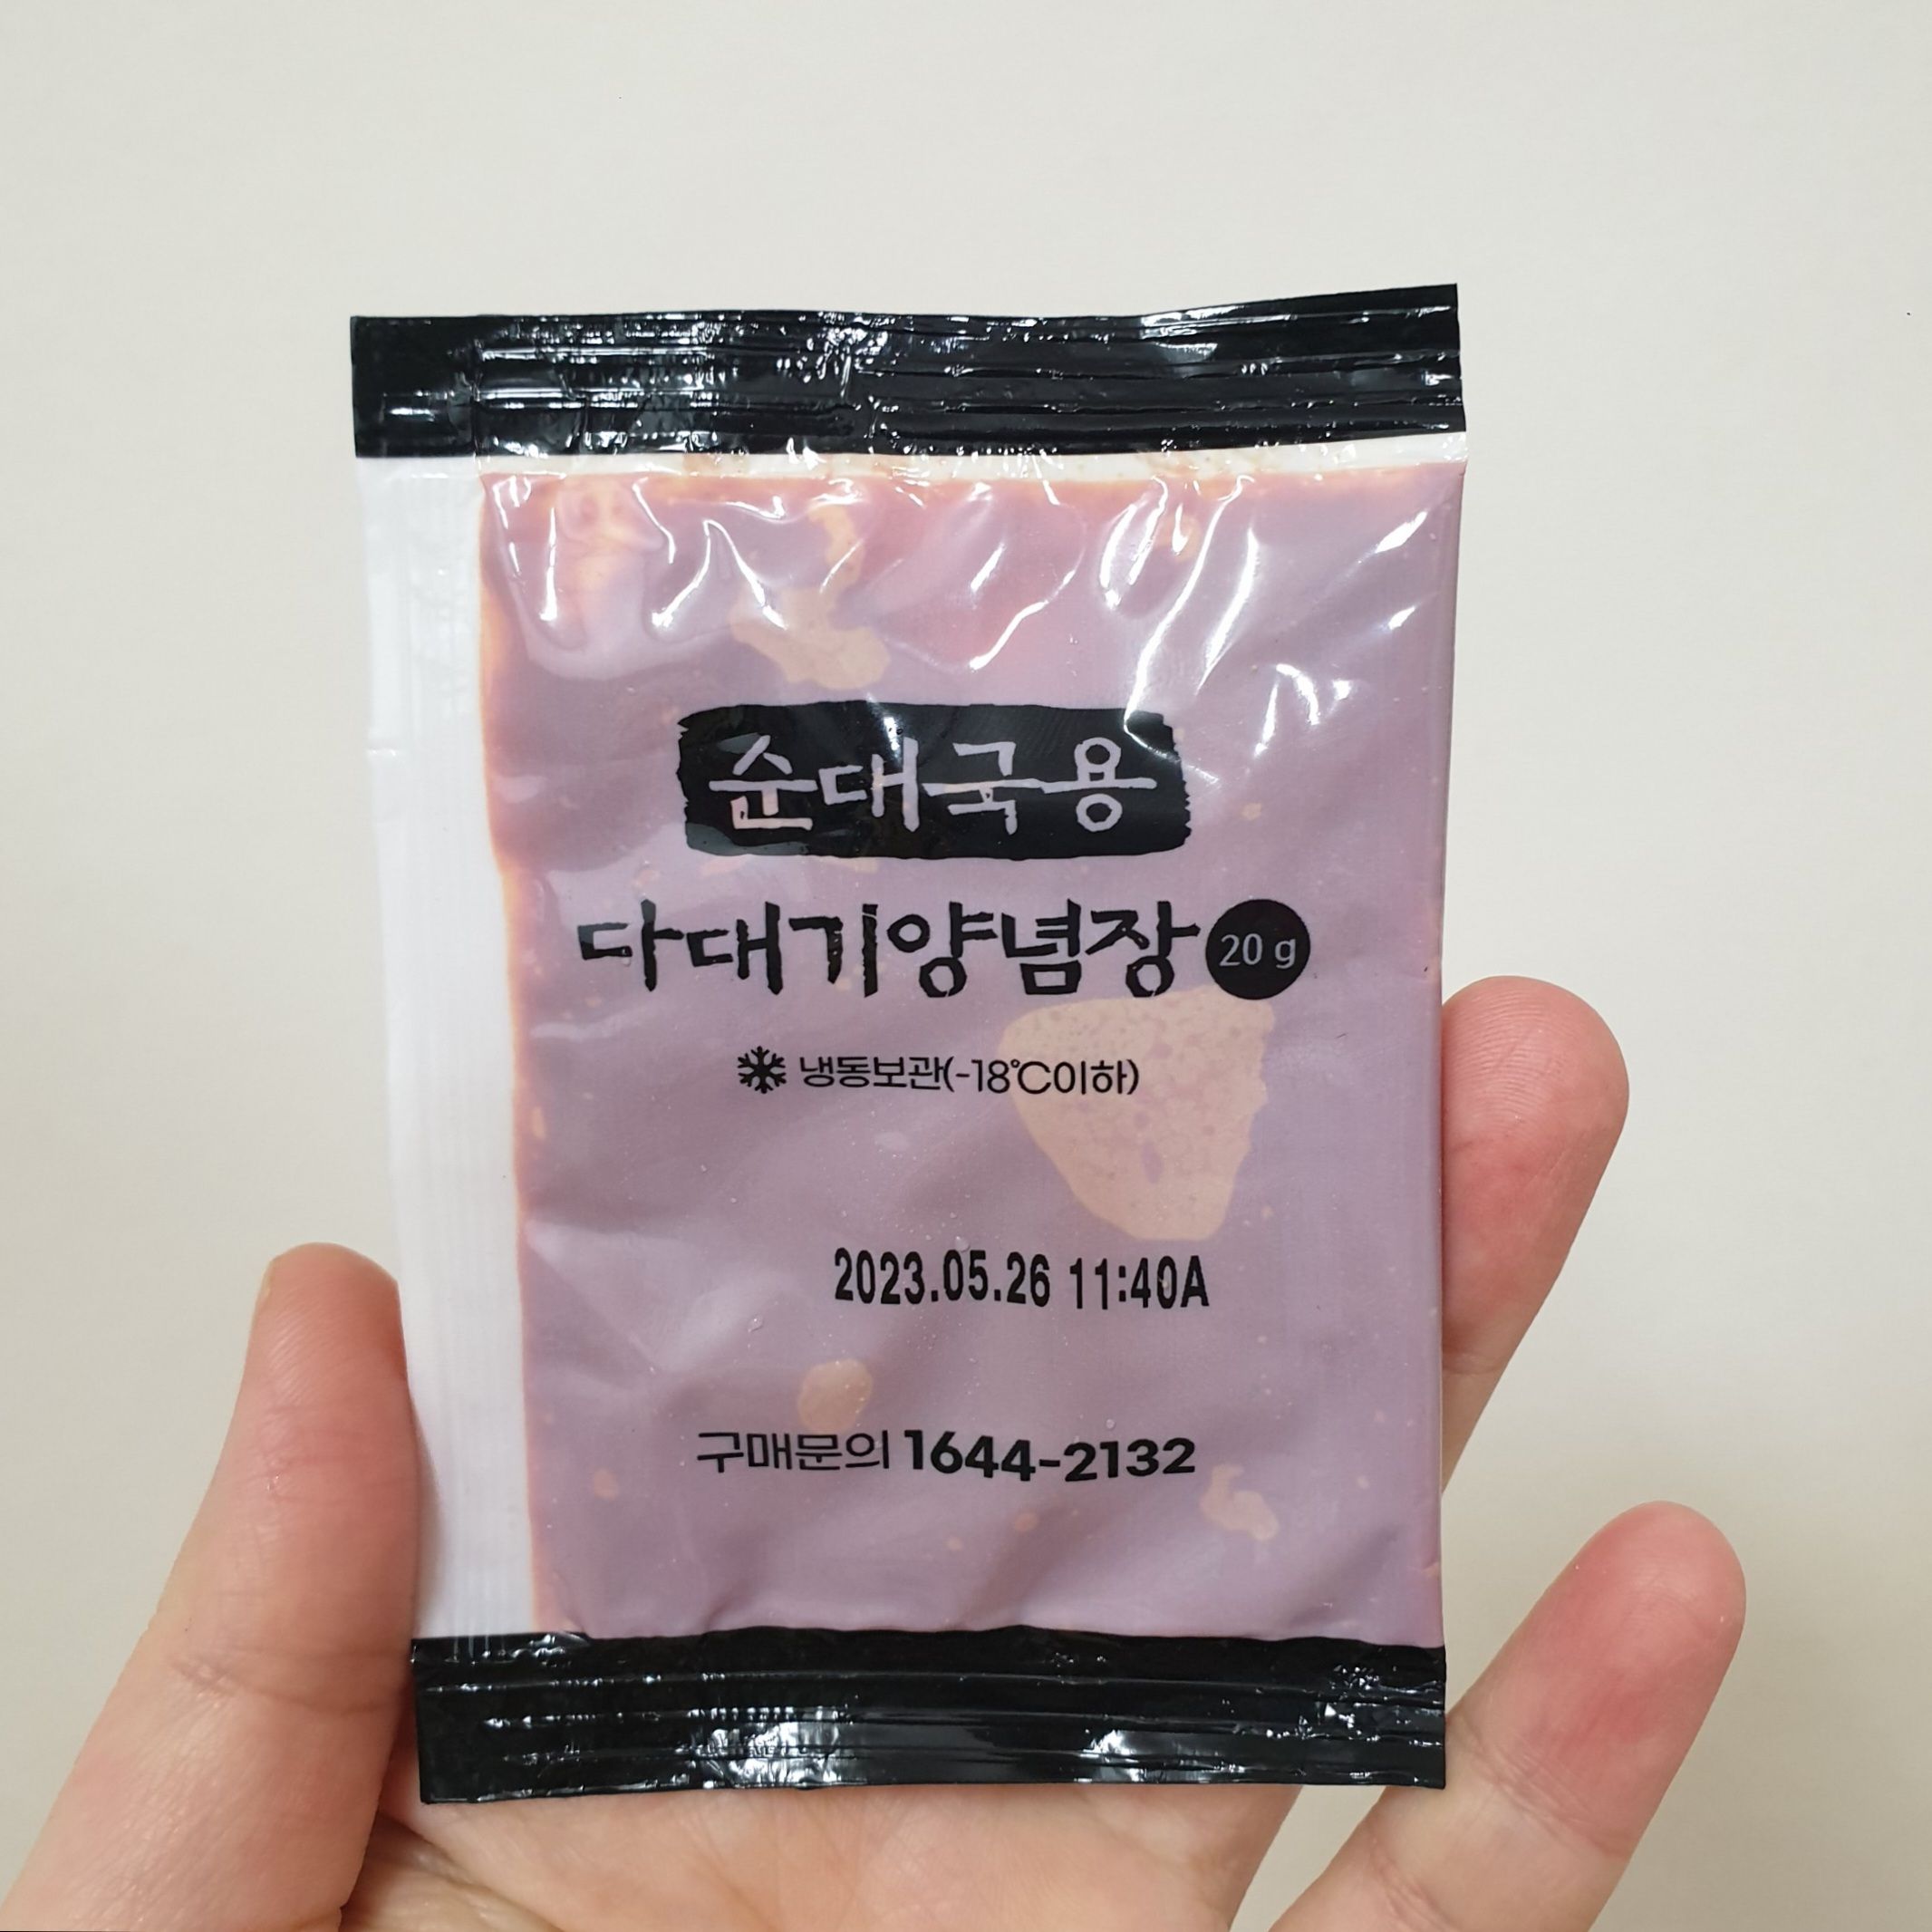 순대국용
다대기양념장 20 g
냉동보관(-18℃이하)
2023.05.26 11:40A
구매문의 1644-2132